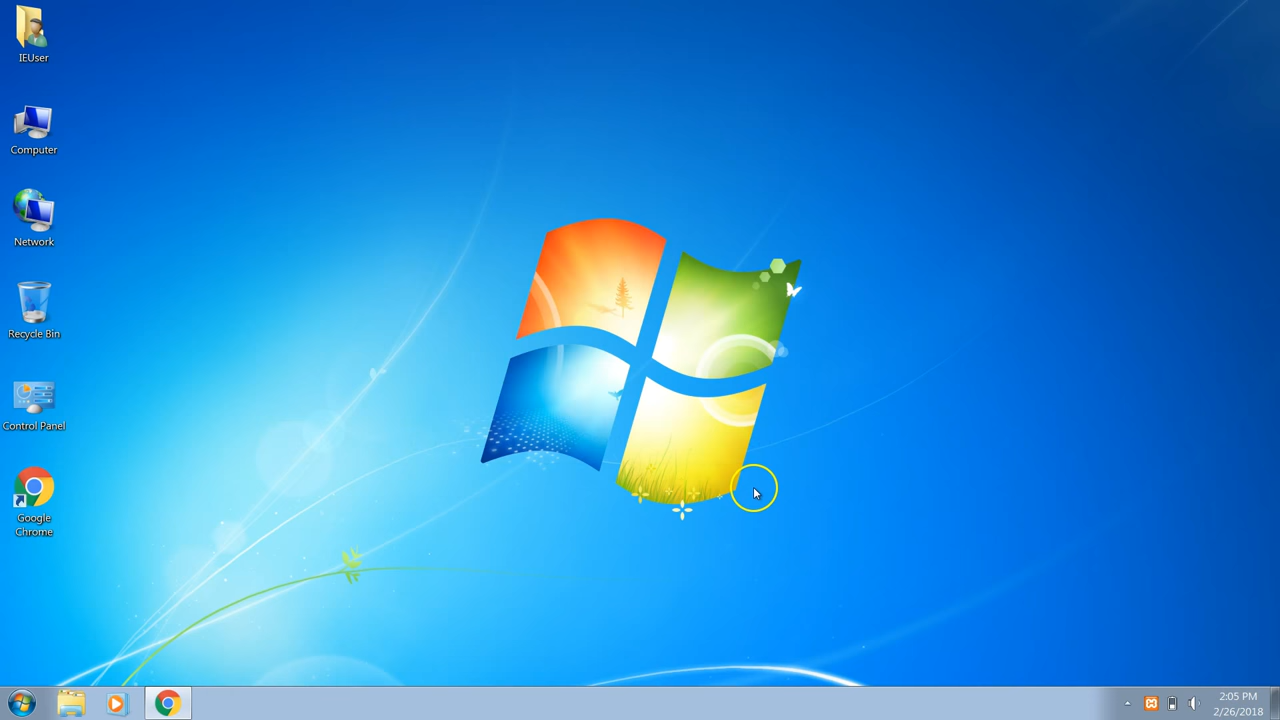 IEUser
Computer
Network
Recycle Bin
Control Panel
Google
Chrome
2:05 PM
2/26/2018